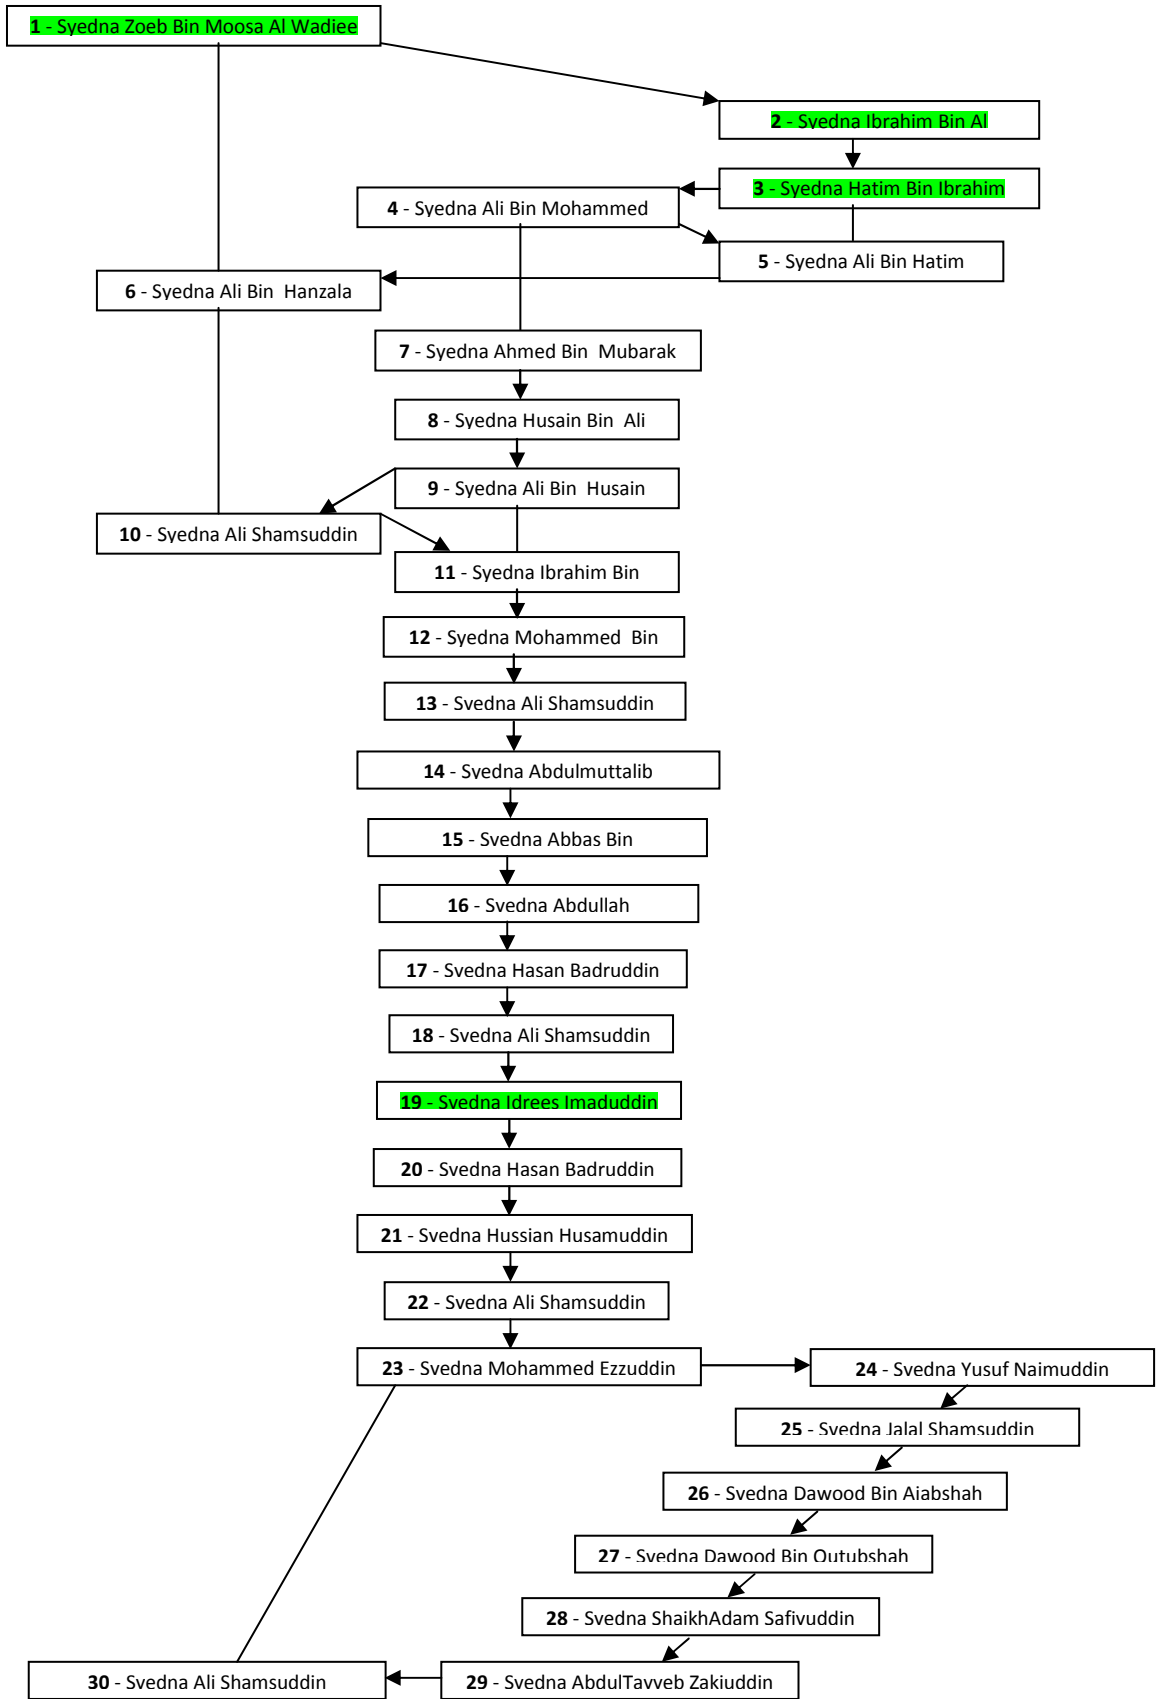 1 - Syedna Zoeb Bin Moosa Al Wadiee
2 - Syedna Ibrahim Bin Al
3 - Syedna Hatim Bin Ibrahim
4 - Syedna Ali Bin Mohammed
5 - Syedna Ali Bin Hatim
6 - Syedna Ali Bin Hanzala
7 - Syedna Ahmed Bin Mubarak
8 - Syedna Husain Bin Ali
9 - Syedna Ali Bin Husain
10 - Syedna Ali Shamsuddin
11 - Syedna Ibrahim Bin
12 - Syedna Mohammed Bin
13 - Syedna Ali Shamsuddin
14 - Syedna Abdulmuttalib
15 - Syedna Abbas Bin
16 - Syedna Abdullah
17 - Syedna Hasan Badruddin
18 - Syedna Ali Shamsuddin
19 - Syedna Idrees Imaduddin
20 - Syedna Hasan Badruddin
21 - Syedna Hussian Husamuddin
22 - Syedna Ali Shamsuddin
23 - Syedna Mohammed Ezzuddin
24 - Syedna Yusuf Najmuddin
25 - Syedna Jalal Shamsuddin
26 - Syedna Dawood Bin Ajabshah
27 - Syedna Dawood Bin Qutubshah
28 - Syedna ShaikhAdam Safiyuddin
29 - Syedna AbdulTayyeb Zakiuddin
30 - Syedna Ali Shamsuddin